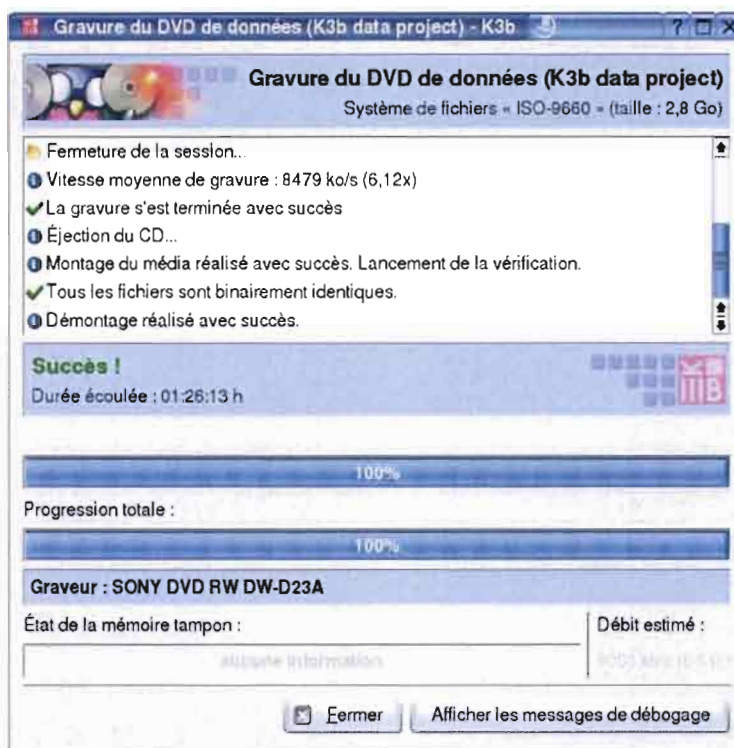 Gravure du DVD de données (K3b data project) - K3b
Gravure du DVD de données (K3b data project)
Système de fichiers « ISO-9660 » (taille : 2,8 Go)
Fermeture de la session...
Vitesse moyenne de gravure : 8479 ko/s (6,12x)
La gravure s'est terminée avec succès
Éjection du CD...
Montage du média réalisé avec succès. Lancement de la vérification.
Tous les fichiers sont binairement identiques.
Démontage réalisé avec succès.
Succès !
Durée écoulée : 01:26:13 h
100%
Progression totale :
100%
Graveur : SONY DVD RW DW-D23A
État de la mémoire tampon :
Débit estimé :
aucune information
Fermer
Afficher les messages de débogage